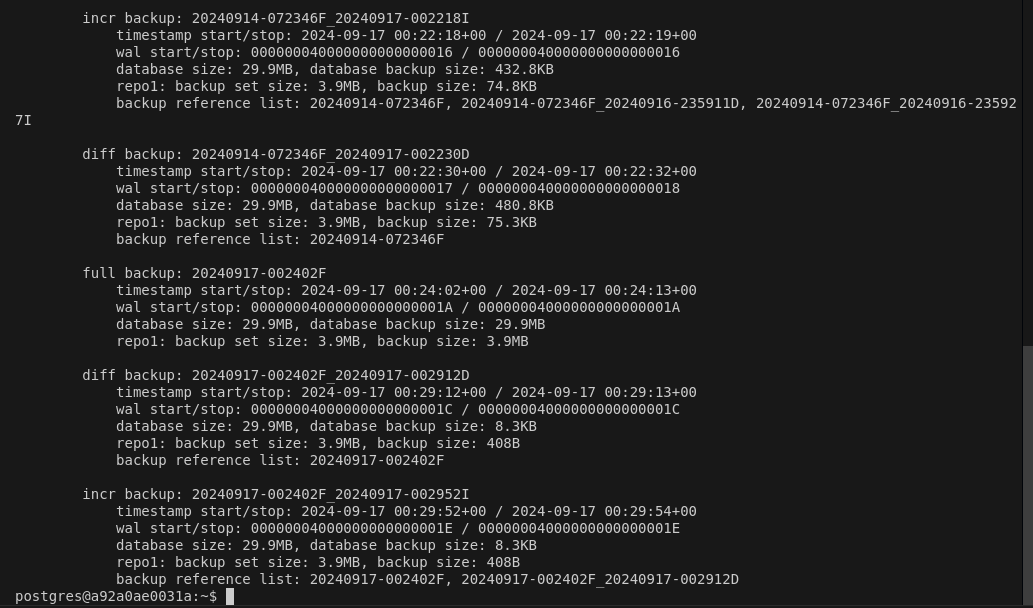 incr backup: 20240914-072346F_20240917-002218I
timestamp start/stop: 2024-09-17 00:22:18+00 / 2024-09-17 00:22:19+00
wal start/stop: 000000040000000000000016 / 000000040000000000000016
database size: 29.9MB, database backup size: 432.8KB
repo1: backup set size: 3.9MB, backup size: 74.8KB
backup reference list: 20240914-072346F, 20240914-072346F_20240916-235911D, 20240914-072346F_20240916-23592
7I
diff backup: 20240914-072346F_20240917-002230D
timestamp start/stop: 2024-09-17 00:22:30+00 / 2024-09-17 00:22:32+00
wal start/stop: 000000040000000000000017 / 000000040000000000000018
database size: 29.9MB, database backup size: 480.8KB
repo1: backup set size: 3.9MB, backup size: 75.3KB
backup reference list: 20240914-072346F
full backup: 20240917-002402F
timestamp start/stop: 2024-09-17 00:24:02+00 / 2024-09-17 00:24:13+00
wal start/stop: 00000004000000000000001A / 00000004000000000000001A
database size: 29.9MB, database backup size: 29.9MB
repo1: backup set size: 3.9MB, backup size: 3.9MB
diff backup: 20240917-002402F_20240917-002912D
timestamp start/stop: 2024-09-17 00:29:12+00 / 2024-09-17 00:29:13+00
wal start/stop: 00000004000000000000001C / 00000004000000000000001C
database size: 29.9MB, database backup size: 8.3KB
repo1: backup set size: 3.9MB, backup size: 408B
backup reference list: 20240917-002402F
incr backup: 20240917-002402F_20240917-002952I
timestamp start/stop: 2024-09-17 00:29:52+00 / 2024-09-17 00:29:54+00
wal start/stop: 00000004000000000000001E / 00000004000000000000001E
database size: 29.9MB, database backup size: 8.3KB
repo1: backup set size: 3.9MB, backup size: 408B
backup reference list: 20240917-002402F, 20240917-002402F_20240917-002912D
postgres@a92a0ae0031a:~$